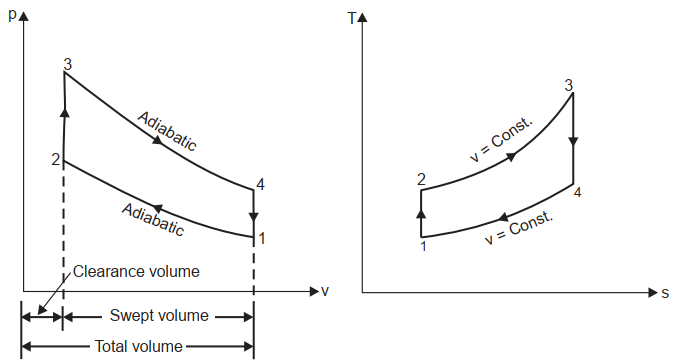 p
3
Adiabatic
2
4
Adiabatic
1
Clearance volume
v
Swept volume
Total volume
T
3
v = Const.
2
4
v = Const.
1
s